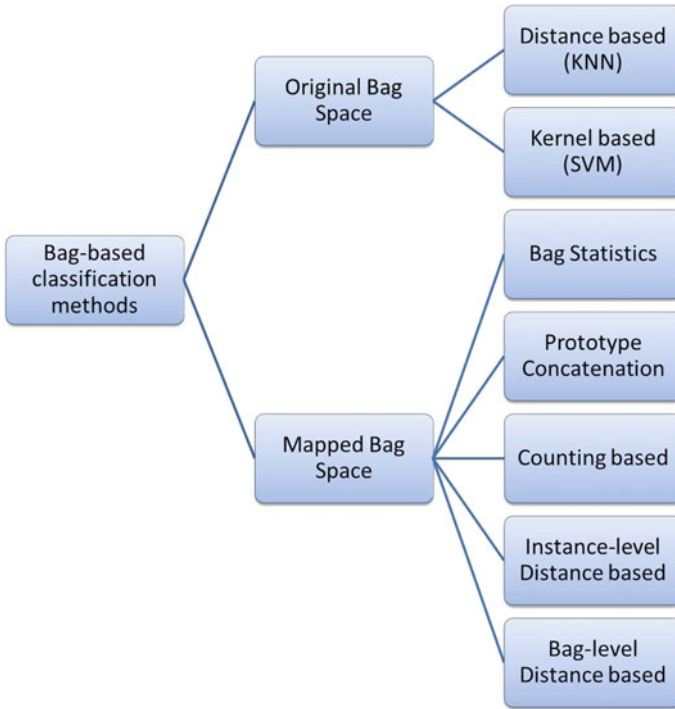 Bag-based
classification
methods
Original Bag
Space
Distance based
(KNN)
Kernel based
(SVM)
Mapped Bag
Space
Bag Statistics
Prototype
Concatenation
Counting based
Instance-level
Distance based
Bag-level
Distance based